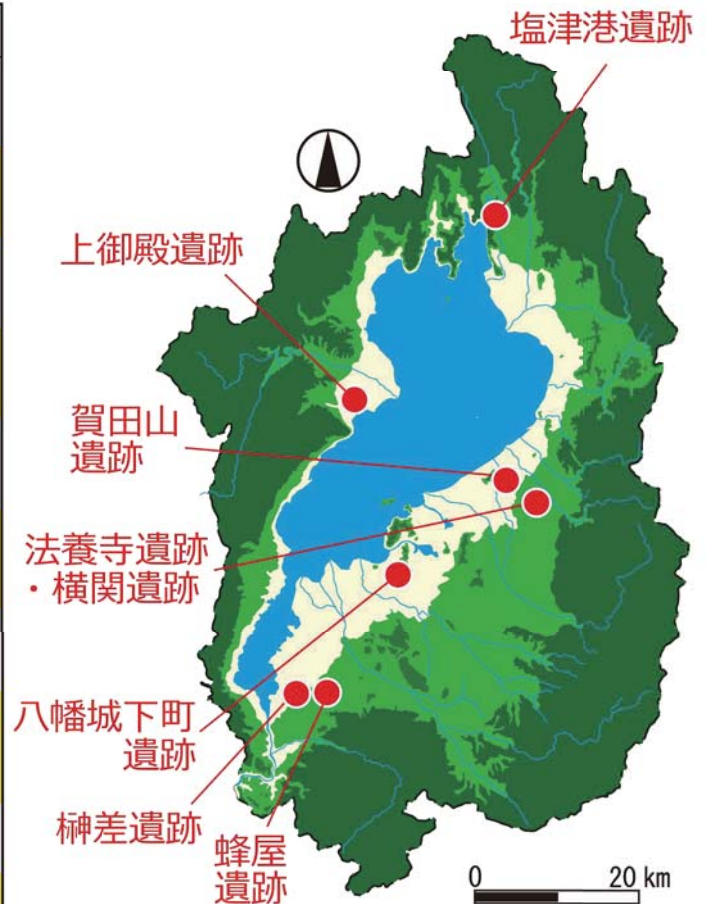 塩津港遺跡
上御殿遺跡
賀田山
遺跡
法養寺遺跡
・横関遺跡
八幡城下町
遺跡
榊差遺跡
蜂屋
遺跡
0 20 km